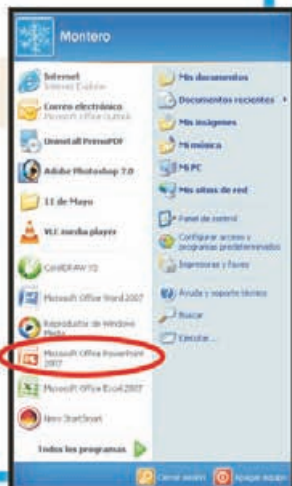 Montero
Internet
Internet Explorer
Correo electrónico
Microsoft Office Outlook
Uninstall PrimoPDF
Adobe Photoshop 7.0
11 de Mayo
VLC media player
CorelDRAW 12
Microsoft Office Word 2007
Reproductor de Windows
Media
Microsoft Office PowerPoint
2007
Microsoft Office Excel 2007
Nero StartSmart
Todos los programas
Mis documentos
Documentos recientes
Mis imágenes
Mi música
Mi PC
Mis sitios de red
Panel de control
Configurar acceso y
programas predeterminados
Impresoras y faxes
Ayuda y soporte técnico
Buscar
Ejecutar...
Cerrar sesión
Apagar equipo